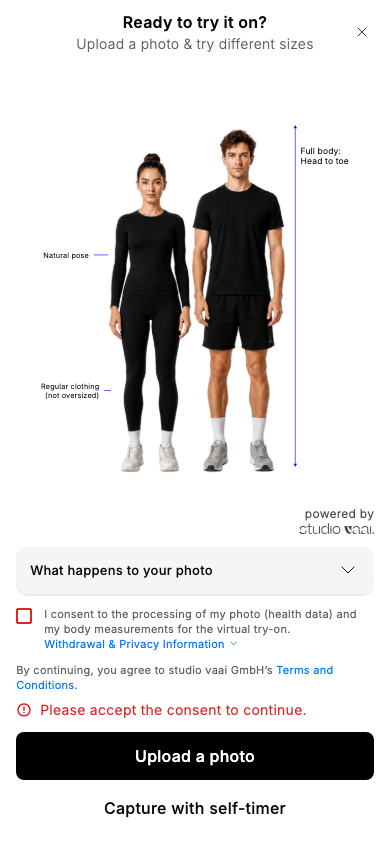 Ready to try it on?
Upload a photo & try different sizes
Full body:
Head to toe
Natural pose
Regular clothing
(not oversized)
powered by
studio vaai.
What happens to your photo
I consent to the processing of my photo (health data) and
my body measurements for the virtual try-on.
Withdrawal & Privacy Information
By continuing, you agree to studio vaai GmbH's Terms and
Conditions.
Please accept the consent to continue.
Upload a photo
Capture with self-timer